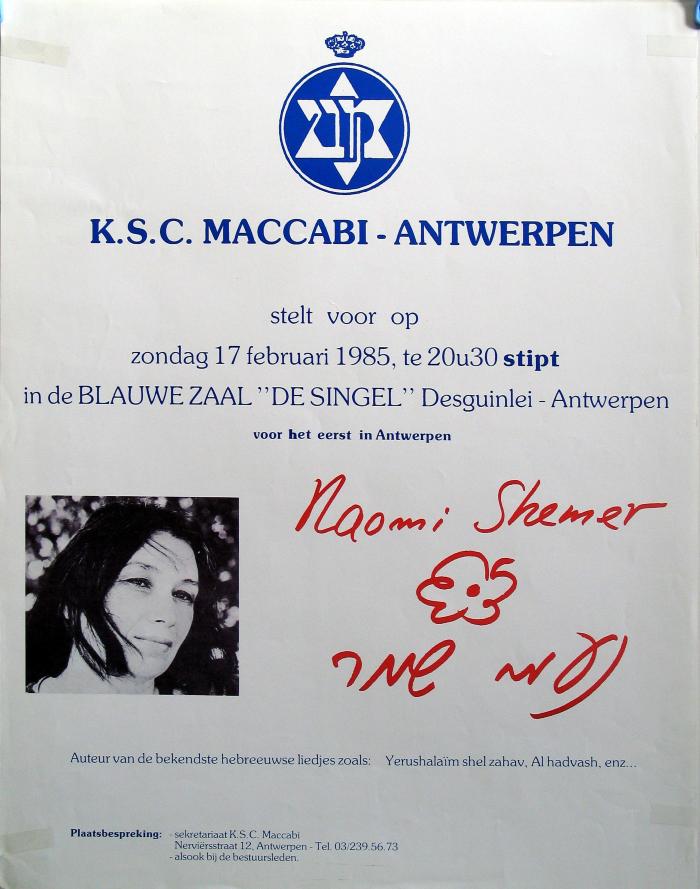 מכבי
K.S.C. MACCABI - ANTWERPEN
stelt voor op
zondag 17 februari 1985, te 20u30 stipt
in de BLAUWE ZAAL ”DE SINGEL” Desguinlei - Antwerpen
voor het eerst in Antwerpen
Naomi Shemer
נעמי שמר
Auteur van de bekendste hebreeuwse liedjes zoals: Yerushalaïm shel zahav, Al hadvash, enz...
Plaatsbespreking: - sekretariaat K.S.C. Maccabi
Nerviërsstraat 12, Antwerpen - Tel. 03/239.56.73
- alsook bij de bestuursleden.